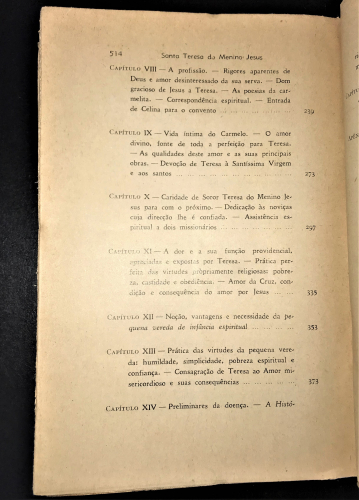 514 Santa Teresa do Menino-Jesus
CAPÍTULO VIII — A profissão. — Rigores aparentes de
Deus e amor desinteressado da sua serva. — Dom
gracioso de Jesus a Teresa. — As poesias da car-
melita. — Correspondência espiritual. — Entrada
de Celina para o convento ... ... ... ... ... 239
CAPÍTULO IX — Vida íntima do Carmelo. — O amor
divino, fonte de toda a perfeição para Teresa.
— As qualidades deste amor e as suas principais
obras. — Devoção de Teresa à Santíssima Virgem
e aos santos ... ... ... ... ... ... ... 273
CAPÍTULO X — Caridade de Soror Teresa do Menino Je-
sus para com o próximo. — Dedicação às noviças
cuja direcção lhe é confiada. — Assistência es-
piritual a dois missionários ... ... ... ... 297
CAPÍTULO XI — A dor e a sua função providencial,
apreciadas e expostas por Teresa. — Prática per-
feita das virtudes pròpriamente religiosas: pobre-
za, castidade e obediência. — Amor da Cruz, con-
dição e consequência do amor por Jesus ... ... 335
CAPÍTULO XII — Noção, vantagens e necessidade da pe-
quena vereda de infância espiritual ... ... ... 353
CAPÍTULO XIII — Prática das virtudes da pequena vere-
da: humildade, simplicidade, pobreza espiritual e
confiança. — Consagração de Teresa ao Amor mi-
sericordioso e suas consequências ... ... ... 373
CAPÍTULO XIV — Preliminares da doença. — A Histó-